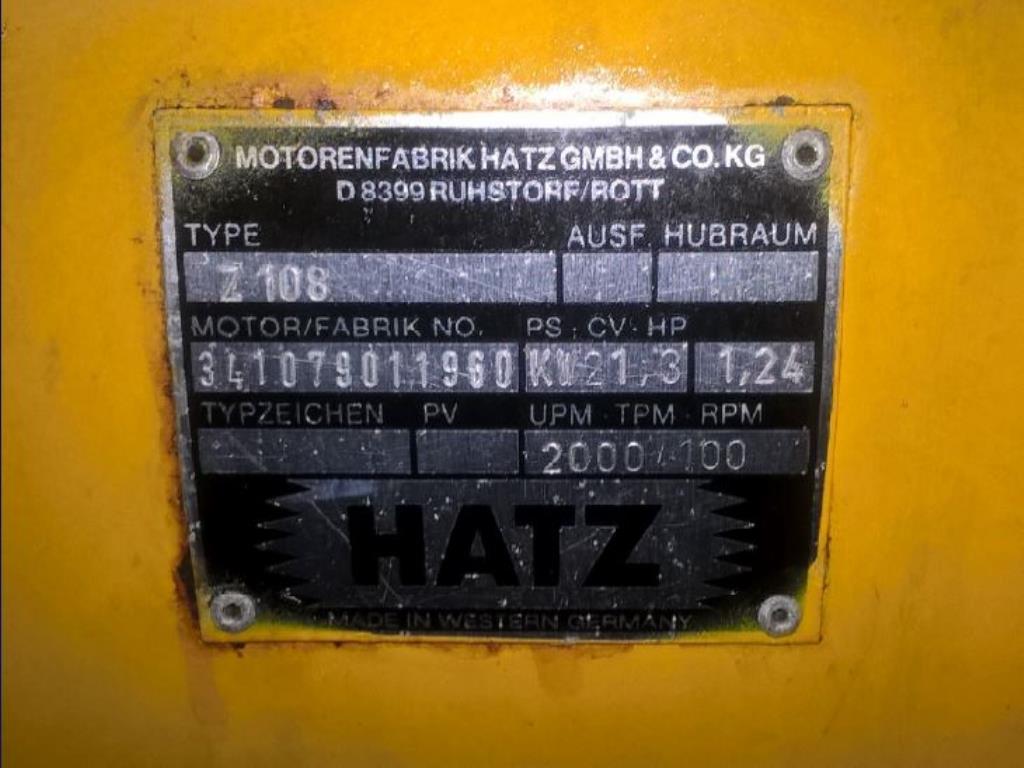 MOTORENFABRIK HATZ GMBH & CO. KG
D 8399 RUHSTORF/ROTT
TYPE AUSF. HUBRAUM
Z 108
MOTOR/FABRIK NO. PS · CV · HP
341079011960 KW21,3 1,24
TYPZEICHEN PV UPM · TPM · RPM
2000/100
HATZ
MADE IN WESTERN GERMANY